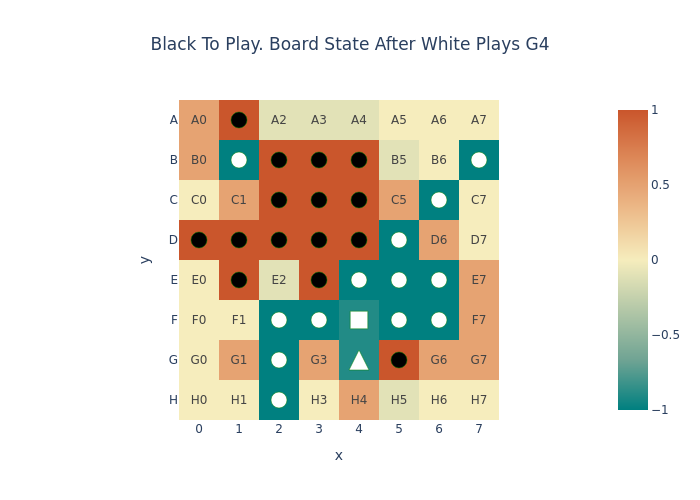 Black To Play. Board State After White Plays G4
A A0 A2 A3 A4 A5 A6 A7
B B0 B5 B6
C C0 C1 C5 C7
D D6 D7
E E0 E2 E7
F F0 F1 F7
G G0 G1 G3 G6 G7
H H0 H1 H3 H4 H5 H6 H7
0 1 2 3 4 5 6 7
x
y
1
0.5
0
−0.5
−1